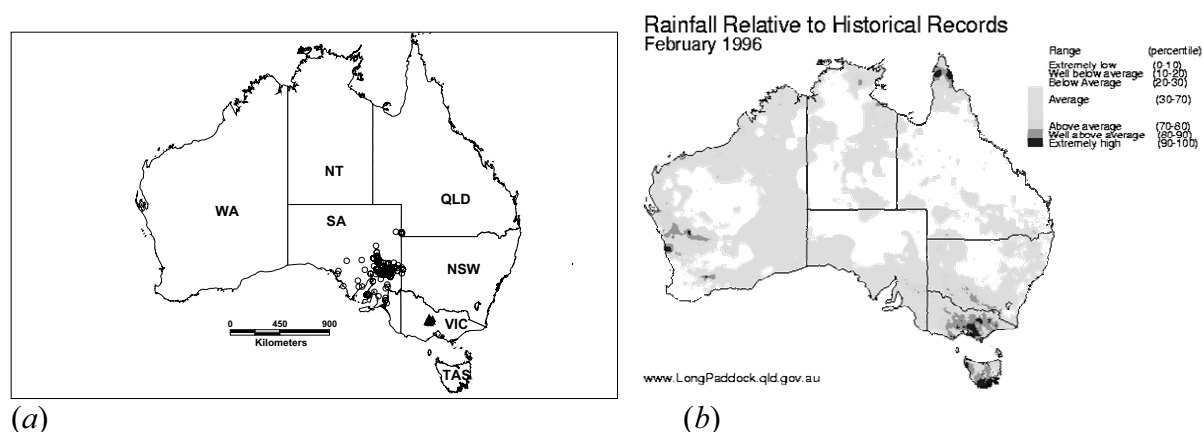 NT
WA
QLD
SA
NSW
VIC
TAS
0 450 900
Kilometers
(a)
Rainfall Relative to Historical Records
February 1996
Range (percentile)
Extremely low (0-10)
Well below average (10-20)
Below Average (20-30)
Average (30-70)
Above average (70-80)
Well above average (80-90)
Extremely high (90-100)
www.LongPaddock.qld.gov.au
(b)